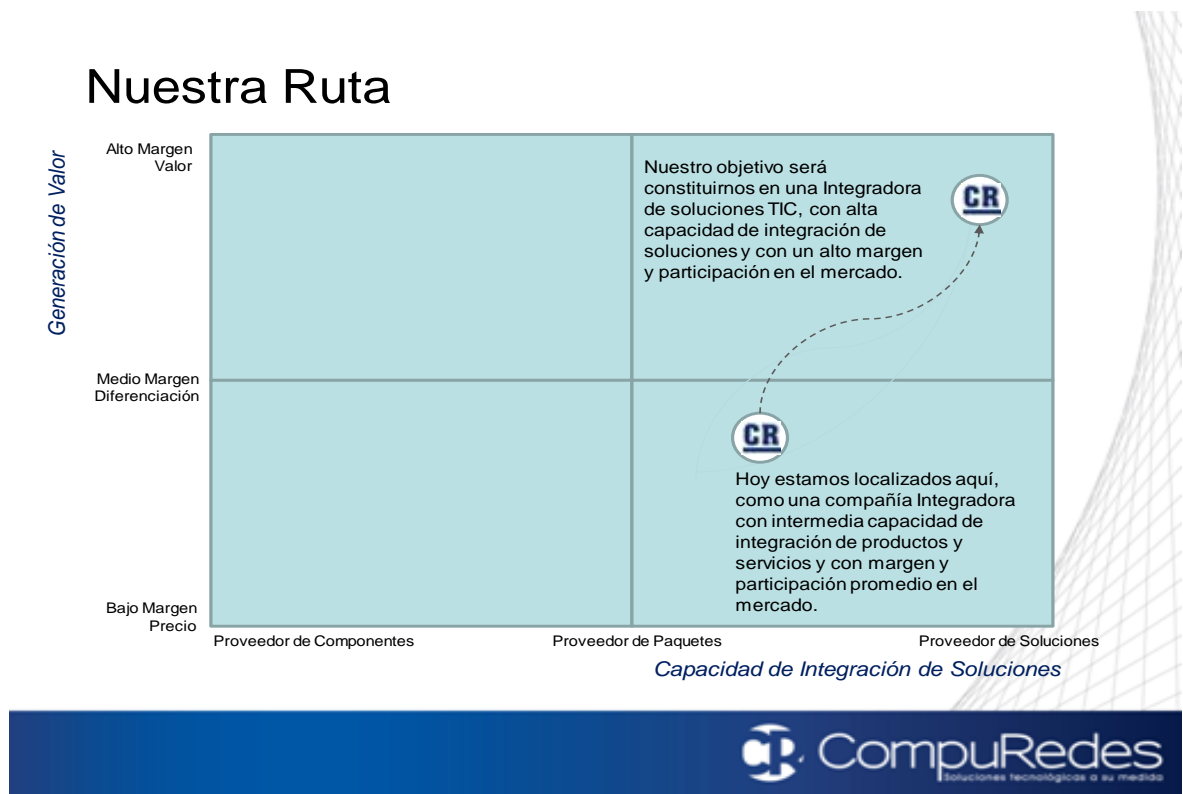 Nuestra Ruta
Generación de Valor
Alto Margen
Valor
Nuestro objetivo será
constituirnos en una Integradora
de soluciones TIC, con alta
capacidad de integración de
soluciones y con un alto margen
y participación en el mercado.
CR
Medio Margen
Diferenciación
CR
Hoy estamos localizados aquí,
como una compañía Integradora
con intermedia capacidad de
integración de productos y
servicios y con margen y
participación promedio en el
mercado.
Bajo Margen
Precio
Proveedor de Componentes
Proveedor de Paquetes
Proveedor de Soluciones
Capacidad de Integración de Soluciones
CompuRedes
Soluciones tecnológicas a su medida